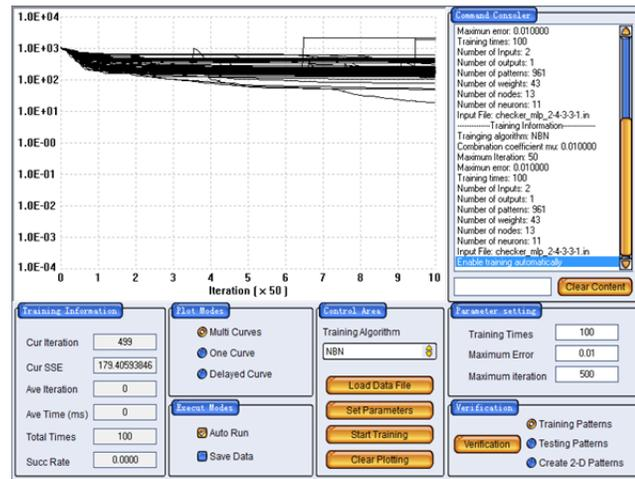 1.0E+04
1.0E+03
1.0E+02
1.0E+01
1.0E-00
1.0E-01
1.0E-02
1.0E-03
1.0E-04
0 1 2 3 4 5 6 7 8 9 10
Iteration ( x 50 )
Command Consoler
Maximun error: 0.010000
Training times: 100
Number of Inputs: 2
Number of outputs: 1
Number of patterns: 961
Number of weights: 43
Number of nodes: 13
Number of neurons: 11
Input File: checker_mlp_2-4-3-3-1.in
------------Training Information------------
Trainging algorithm: NBN
Combination coefficient mu: 0.010000
Maximum Iteration: 50
Maximun error: 0.010000
Training times: 100
Number of Inputs: 2
Number of outputs: 1
Number of patterns: 961
Number of weights: 43
Number of nodes: 13
Number of neurons: 11
Input File: checker_mlp_2-4-3-3-1.in
Enable training automatically
Clear Content
Training Information
Cur Iteration 499
Cur SSE 179.40593846
Ave Iteration 0
Ave Time (ms) 0
Total Times 100
Succ Rate 0.0000
Plot Modes
Multi Curves
One Curve
Delayed Curve
Execut Modes
Auto Run
Save Data
Control Area
Training Algorithm
NBN
Load Data File
Set Parameters
Start Training
Clear Plotting
Parameter setting
Training Times 100
Maximum Error 0.01
Maximum iteration 500
Verification
Verification
Training Patterns
Testing Patterns
Create 2-D Patterns